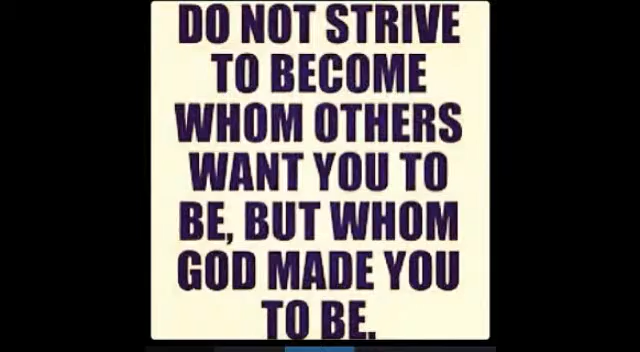 DO NOT STRIVE
TO BECOME
WHOM OTHERS
WANT YOU TO
BE, BUT WHOM
GOD MADE YOU
TO BE.